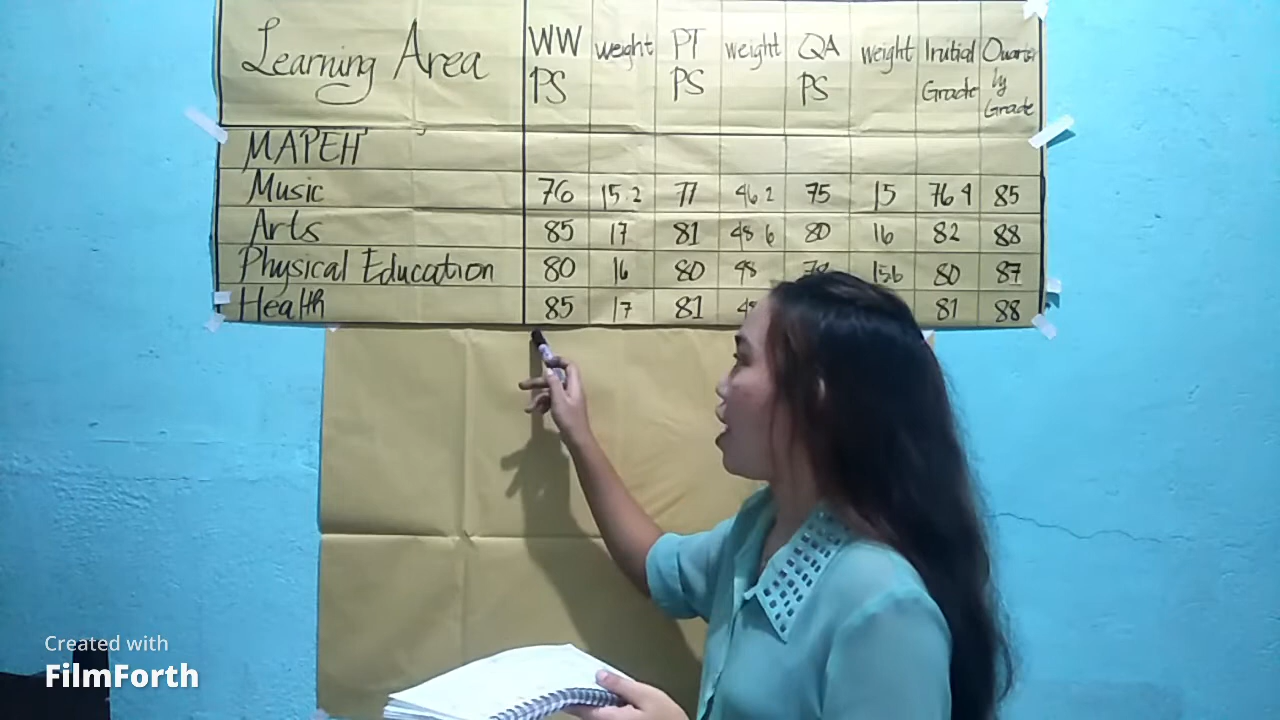 Learning Area WW PS weight PT PS weight QA PS weight Initial Grade Quarterly Grade
MAPEH
Music 76 15.2 77 46.2 75 15 76.4 85
Arts 85 17 81 48.6 80 16 82 88
Physical Education 80 16 80 48 78 15.6 80 87
Health 85 17 81 81 88
Created with
FilmForth